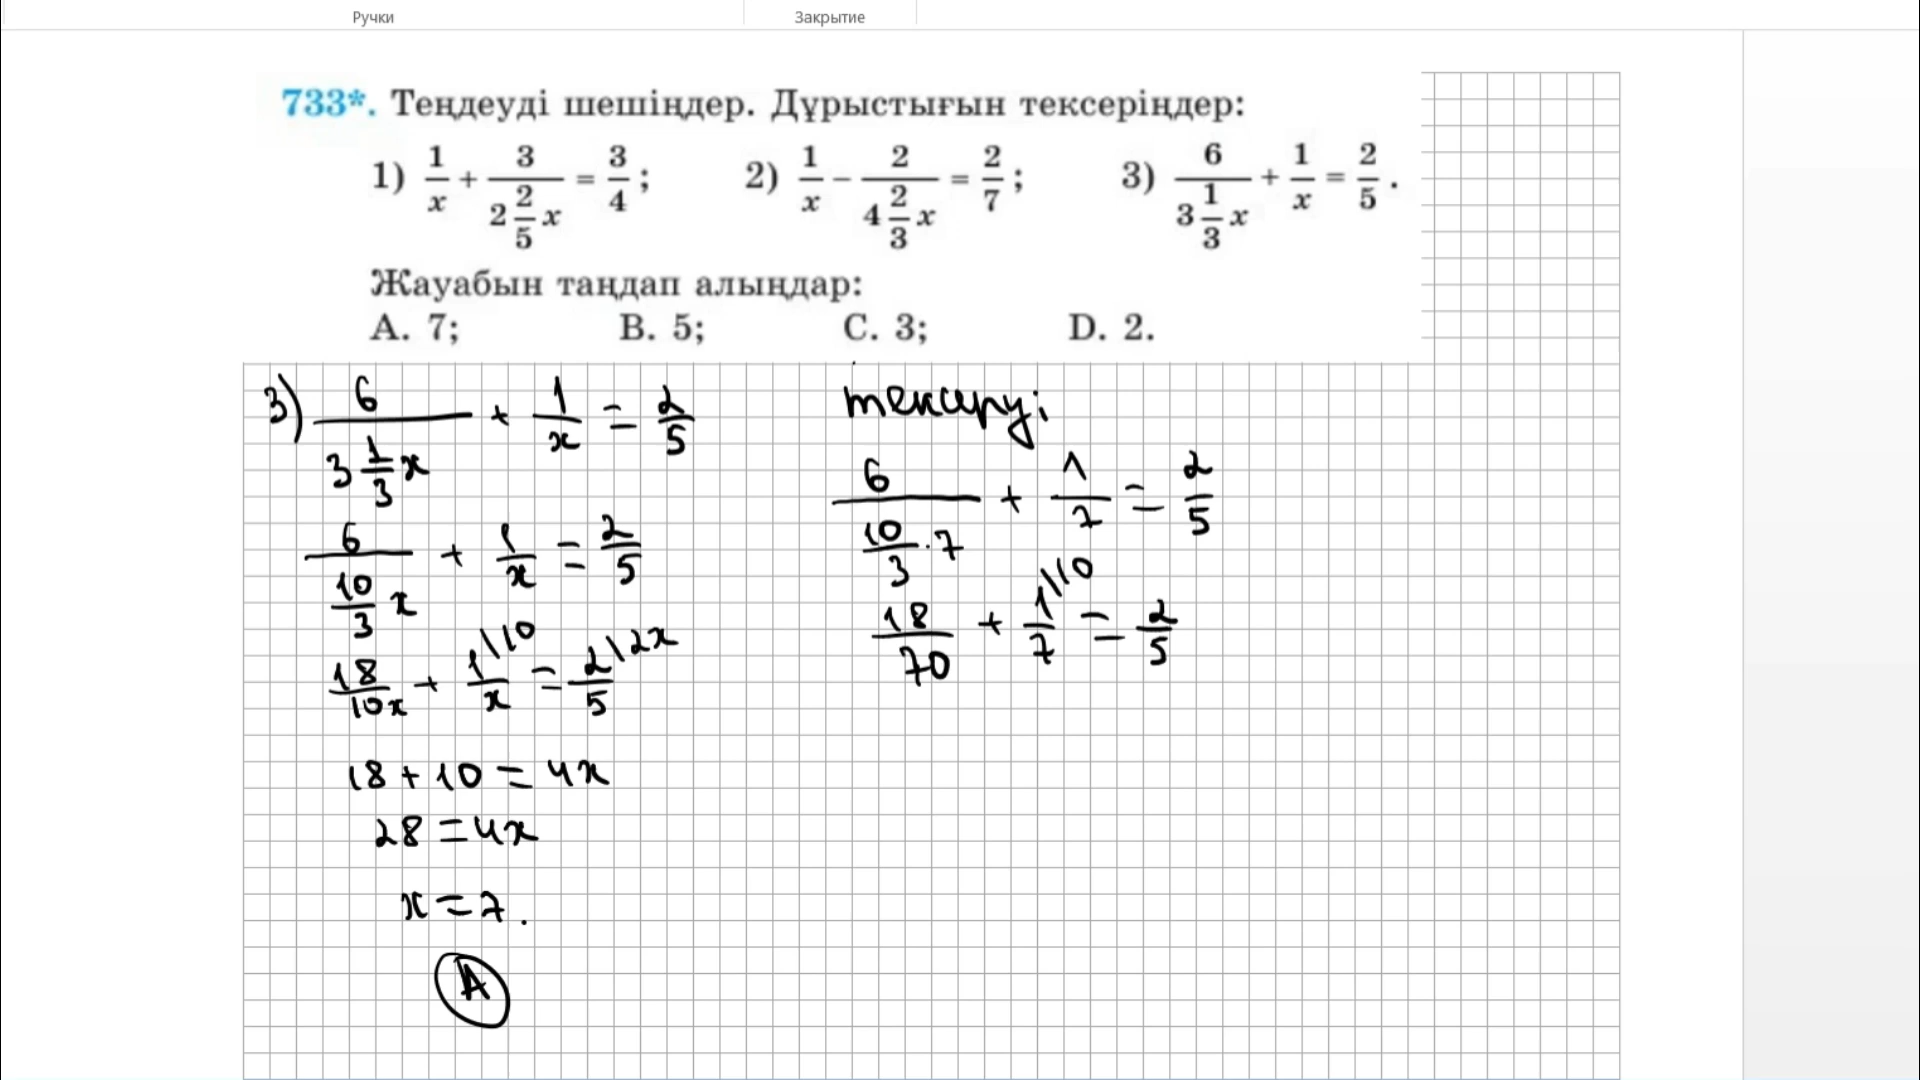 Ручки Закрытие
733*. Теңдеуді шешіңдер. Дұрыстығын тексеріңдер:
1) 1/x + 3/(2 2/5 x) = 3/4; 2) 1/x − 2/(4 2/3 x) = 2/7; 3) 6/(3 1/3 x) + 1/x = 2/5.
Жауабын таңдап алыңдар:
A. 7; B. 5; C. 3; D. 2.
3) 6/(3 1/3 x) + 1/x = 2/5
6/(10/3 x) + 1/x = 2/5
18/10x + 1\10/x = 2\2x/5
18 + 10 = 4x
28 = 4x
x = 7.
A
тексеру;
6/(10/3 · 7) + 1/7 = 2/5
18/70 + 1\10/7 = 2/5